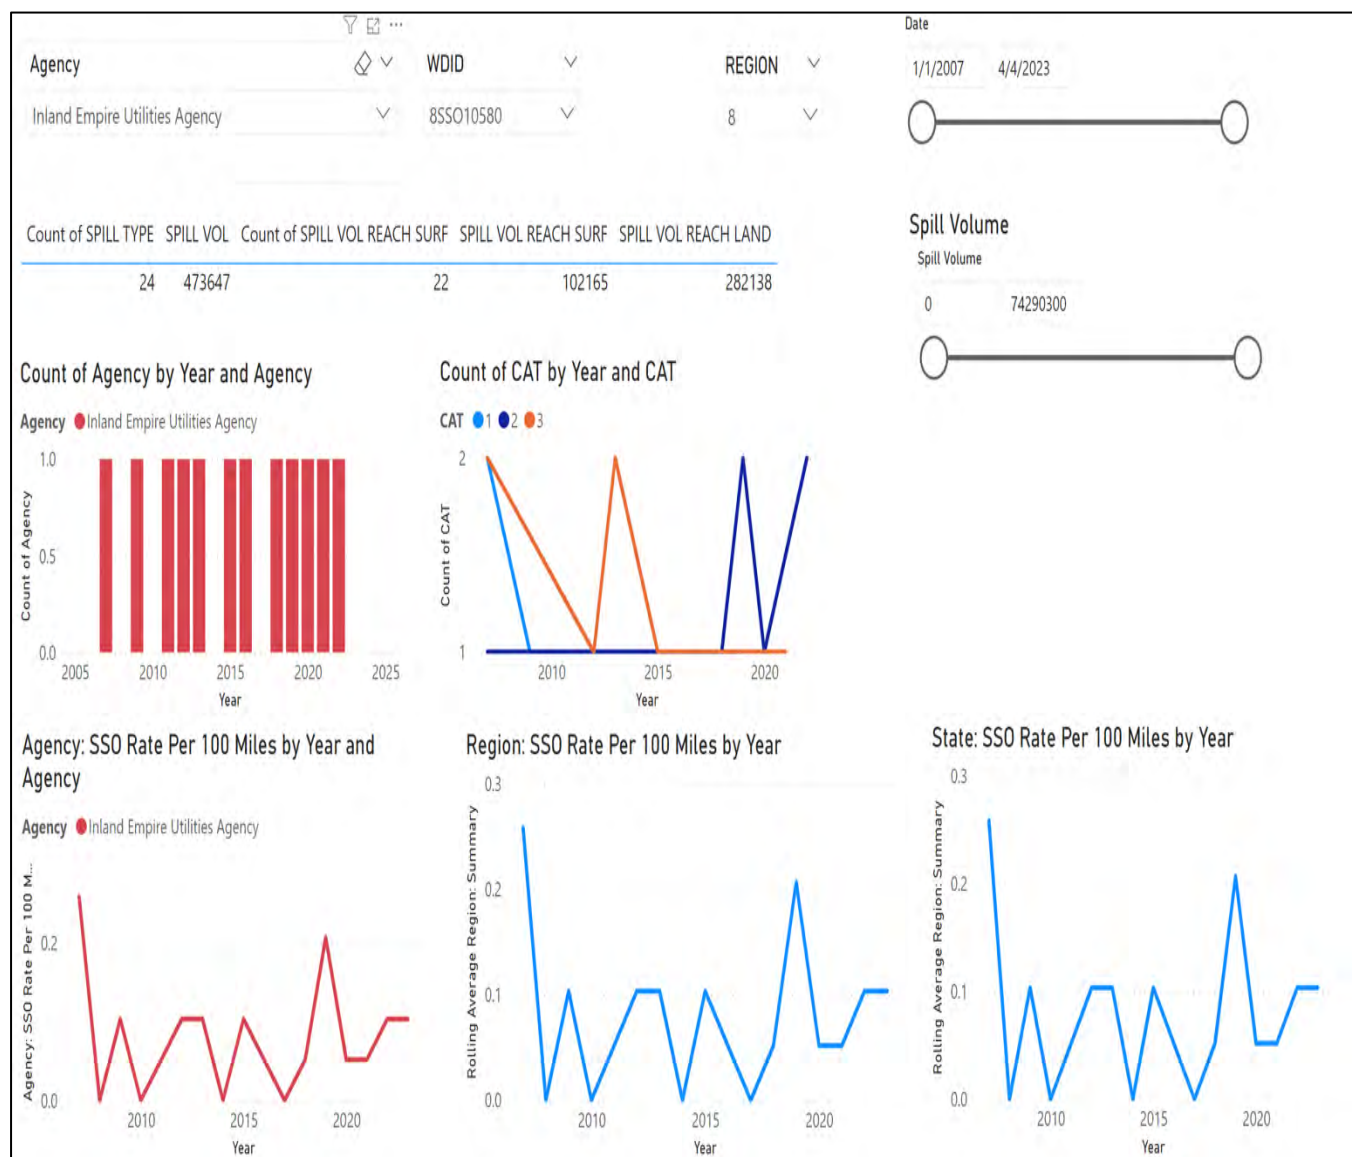 Agency
WDID
REGION
Date
1/1/2007 4/4/2023
Inland Empire Utilities Agency
8SSO10580
8
Spill Volume
Spill Volume
0 74290300
Count of SPILL TYPE SPILL VOL Count of SPILL VOL REACH SURF SPILL VOL REACH SURF SPILL VOL REACH LAND
24 473647 22 102165 282138
Count of Agency by Year and Agency
Agency Inland Empire Utilities Agency
Count of Agency
1.0
0.5
0.0
2005 2010 2015 2020 2025
Year
Count of CAT by Year and CAT
CAT 1 2 3
Count of CAT
2
1
2010 2015 2020
Year
Agency: SSO Rate Per 100 Miles by Year and
Agency
Agency Inland Empire Utilities Agency
Agency: SSO Rate Per 100 M...
0.2
0.0
2010 2015 2020
Year
Region: SSO Rate Per 100 Miles by Year
Rolling Average Region: Summary
0.3
0.2
0.1
0.0
2010 2015 2020
Year
State: SSO Rate Per 100 Miles by Year
Rolling Average Region: Summary
0.3
0.2
0.1
0.0
2010 2015 2020
Year